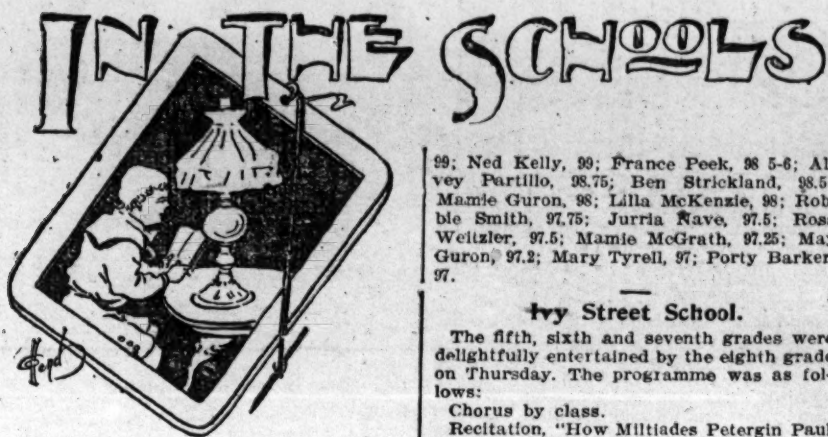 IN THE SCHOOLS
99; Ned Kelly, 99; France Peek, 98 5-6; Al
vey Partillo, 98.75; Ben Strickland, 98.5
Mamie Guron, 98; Lilla McKenzie, 98; Rob
bie Smith, 97.75; Jurria Nave, 97.5; Ros
Weitzler, 97.5; Mamie McGrath, 97.25; Ma
Guron, 97.2; Mary Tyrell, 97; Porty Barker
97.
Ivy Street School.
The fifth, sixth and seventh grades were
delightfully entertained by the eighth grade
on Thursday. The programme was as fol-
lows:
Chorus by class.
Recitation, "How Miltiades Petergin Paul